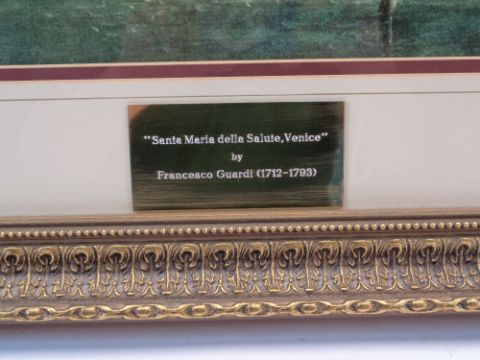 "Santa Maria della Salute,Venice"
by
Francesco Guardi (1712-1793)